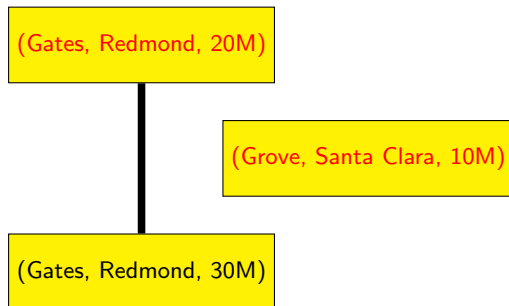 (Gates, Redmond, 20M)
(Grove, Santa Clara, 10M)
(Gates, Redmond, 30M)